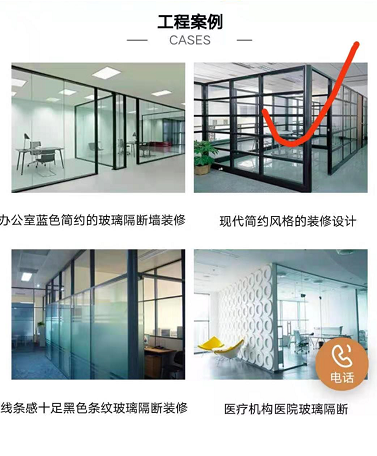 工程案例
CASES
办公室蓝色简约的玻璃隔断墙装修
现代简约风格的装修设计
线条感十足黑色条纹玻璃隔断装修
医疗机构医院玻璃隔断
电话